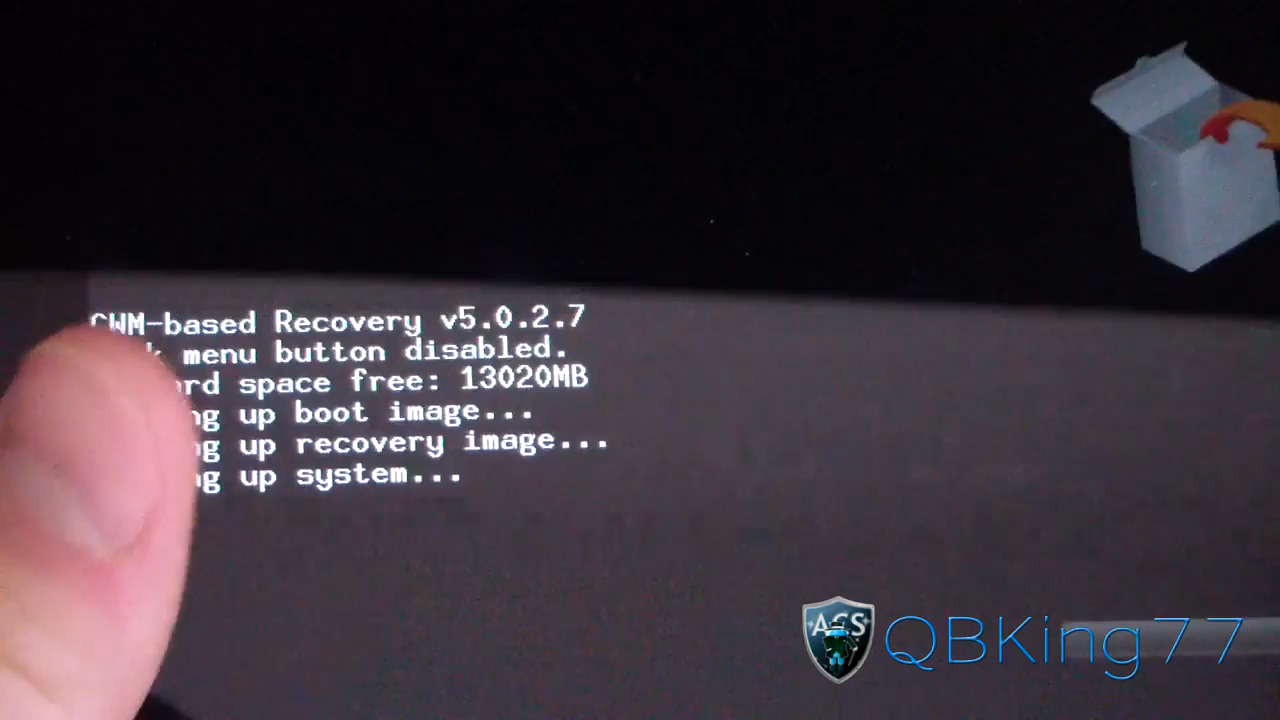 CWM-based Recovery v5.0.2.7
menu button disabled.
space free: 13020MB
up boot image...
up recovery image...
up system...
ACS
QBKing77